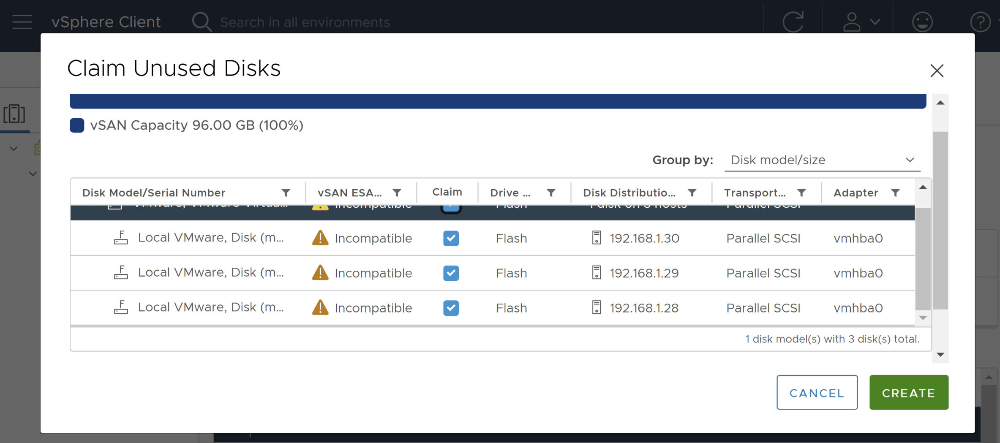 vSphere Client
Search in all environments
Claim Unused Disks
vSAN Capacity 96.00 GB (100%)
Group by: Disk model/size
Disk Model/Serial Number vSAN ESA... Claim Drive ... Disk Distributio... Transport... Adapter
VMware, VMware Virtual... Incompatible Flash 1 disk on 3 hosts Parallel SCSI
F Local VMware, Disk (m... Incompatible Flash 192.168.1.30 Parallel SCSI vmhba0
F Local VMware, Disk (m... Incompatible Flash 192.168.1.29 Parallel SCSI vmhba0
F Local VMware, Disk (m... Incompatible Flash 192.168.1.28 Parallel SCSI vmhba0
1 disk model(s) with 3 disk(s) total.
CANCEL CREATE